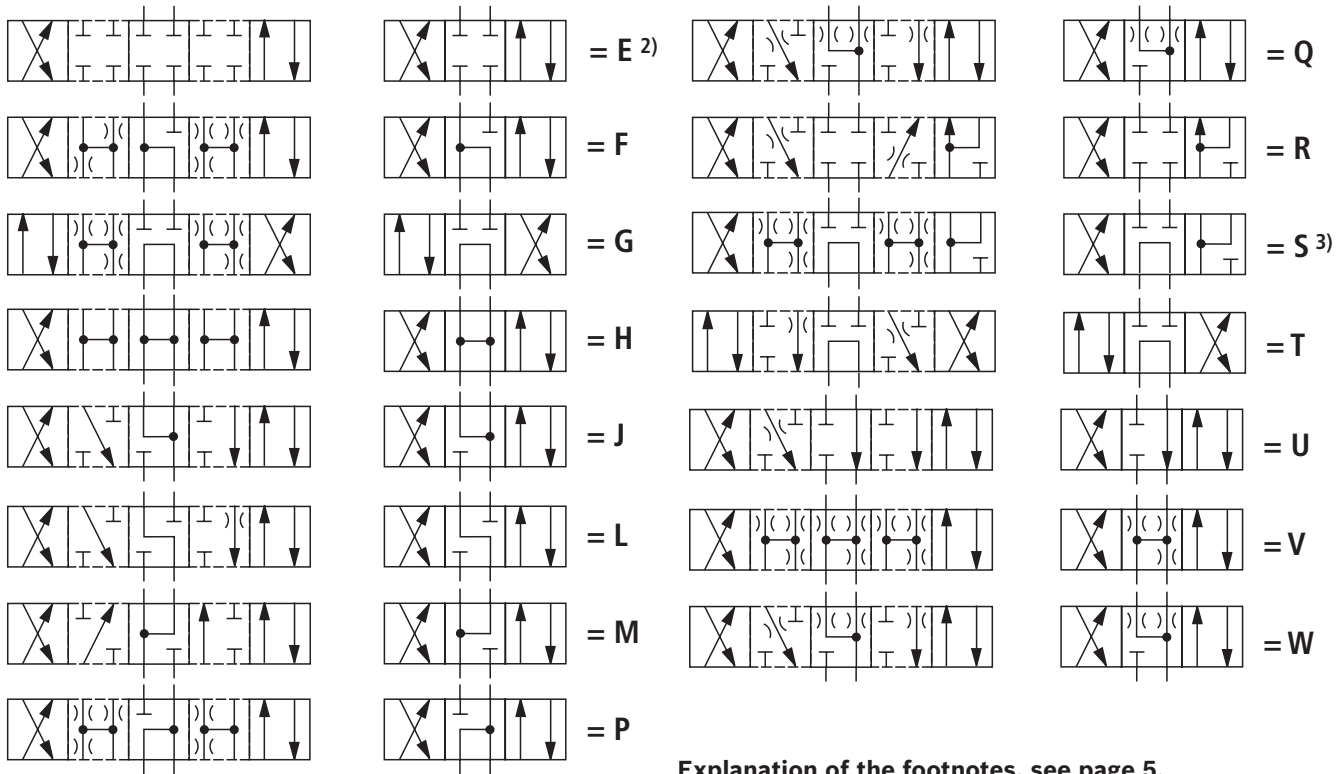 = E 2)
= F
= G
= H
= J
= L
= M
= P
= Q
= R
= S 3)
= T
= U
= V
= W
Explanation of the footnotes, see page 5.